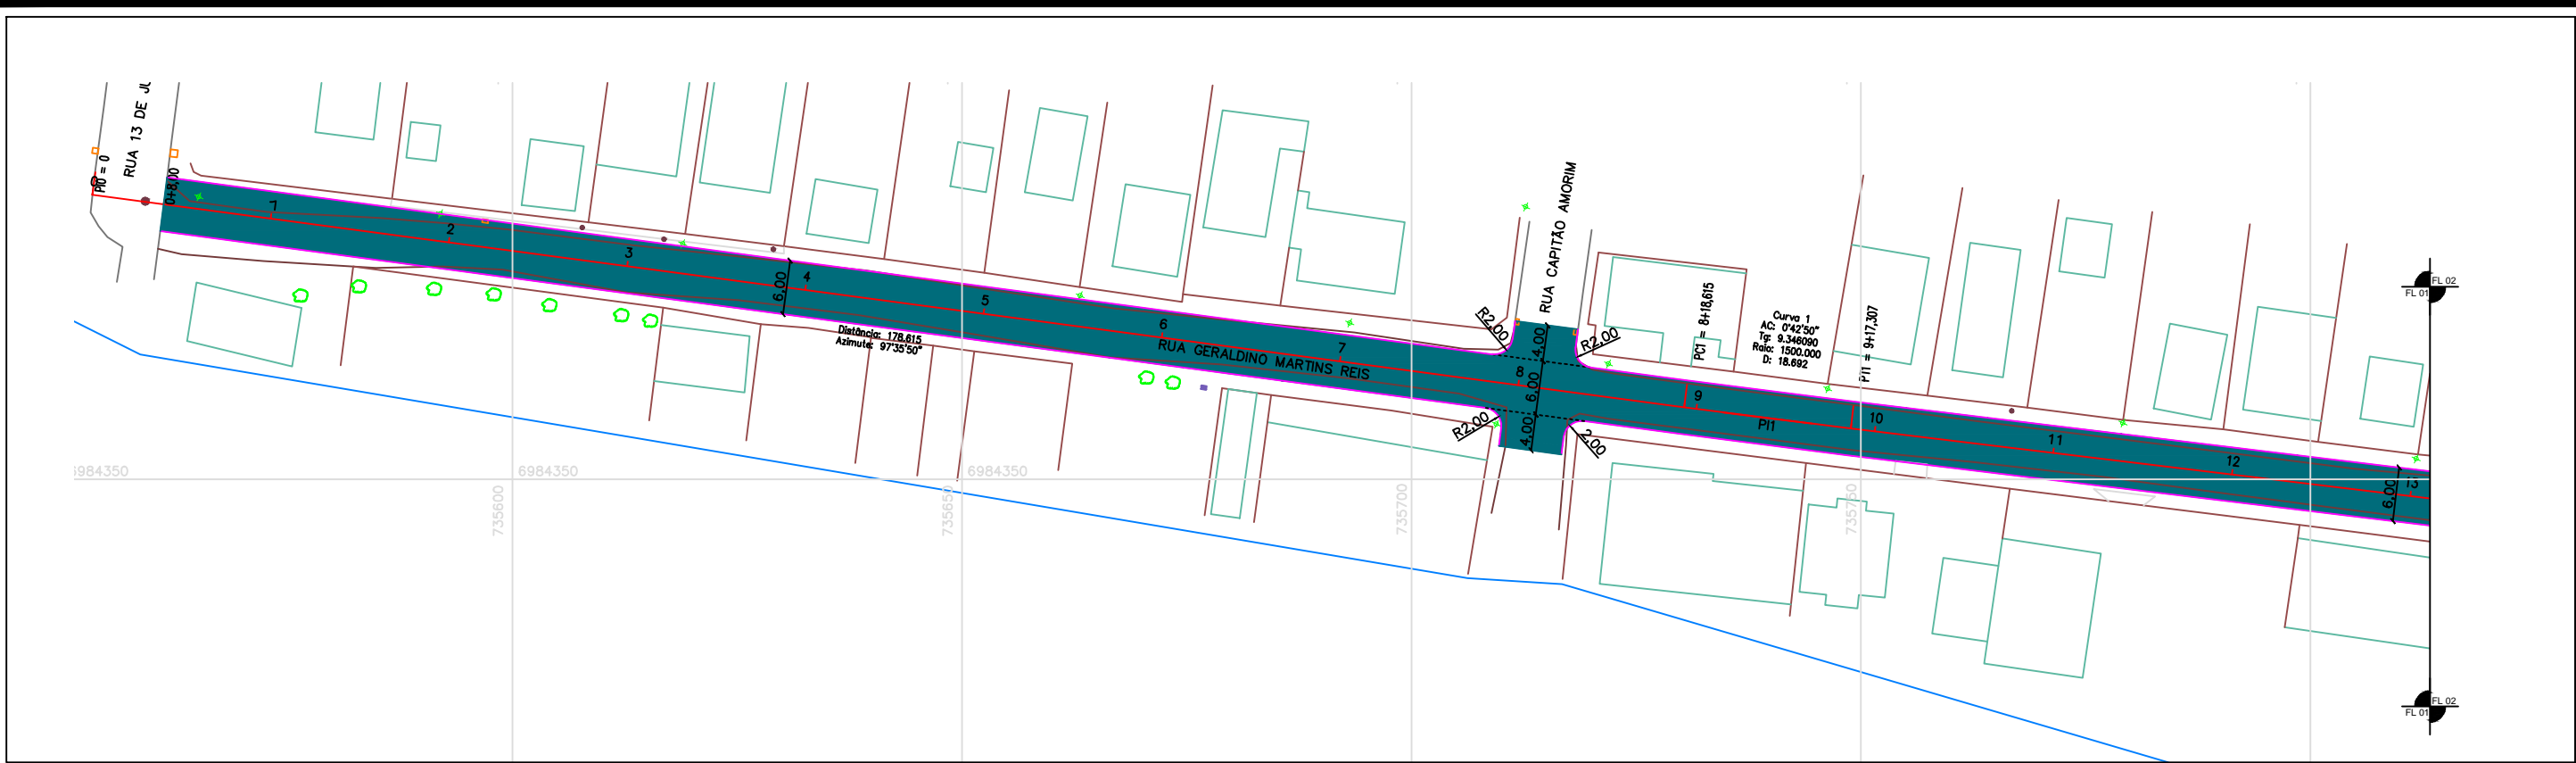 RUA 13 DE JU
0
PI0 = 0
0+8,00
1
2
3
6,00
4
Distância: 178.615
Azimute: 97°35'50"
5
6
RUA GERALDINO MARTINS REIS
7
R2,00
RUA CAPITÃO AMORIM
4,00
R2,00
8
6,00
R2,00
4,00
2,00
PC1 = 8+18,615
9
Curva 1
AC: 0°42'50"
Tg: 9.346090
Raio: 1500.000
D: 18.692
PI1 = 9+17,307
PI1
10
11
12
6,00
13
FL 02
FL 01
FL 02
FL 01
6984350
6984350
6984350
735600
735650
735700
735750